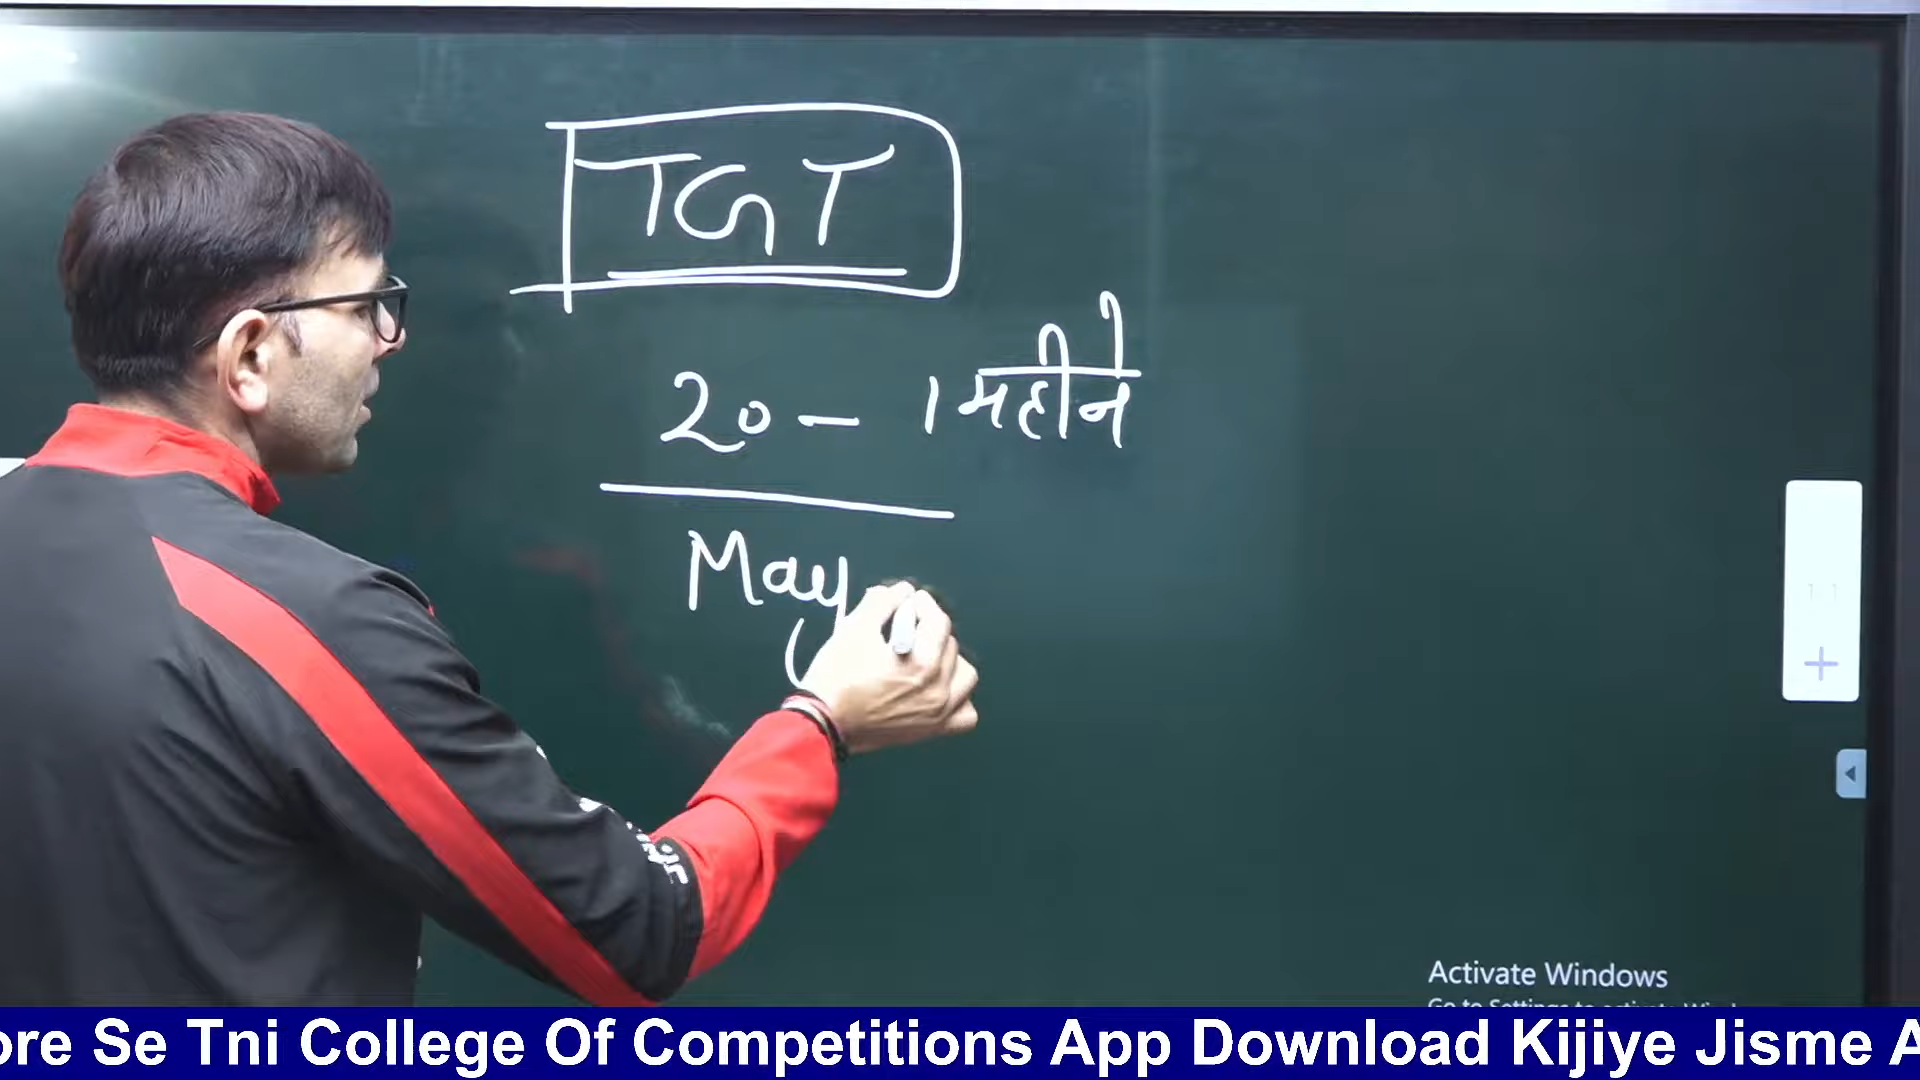 TGT
20 – 1 महीने
May
Activate Windows
ore Se Tni College Of Competitions App Download Kijiye Jisme A